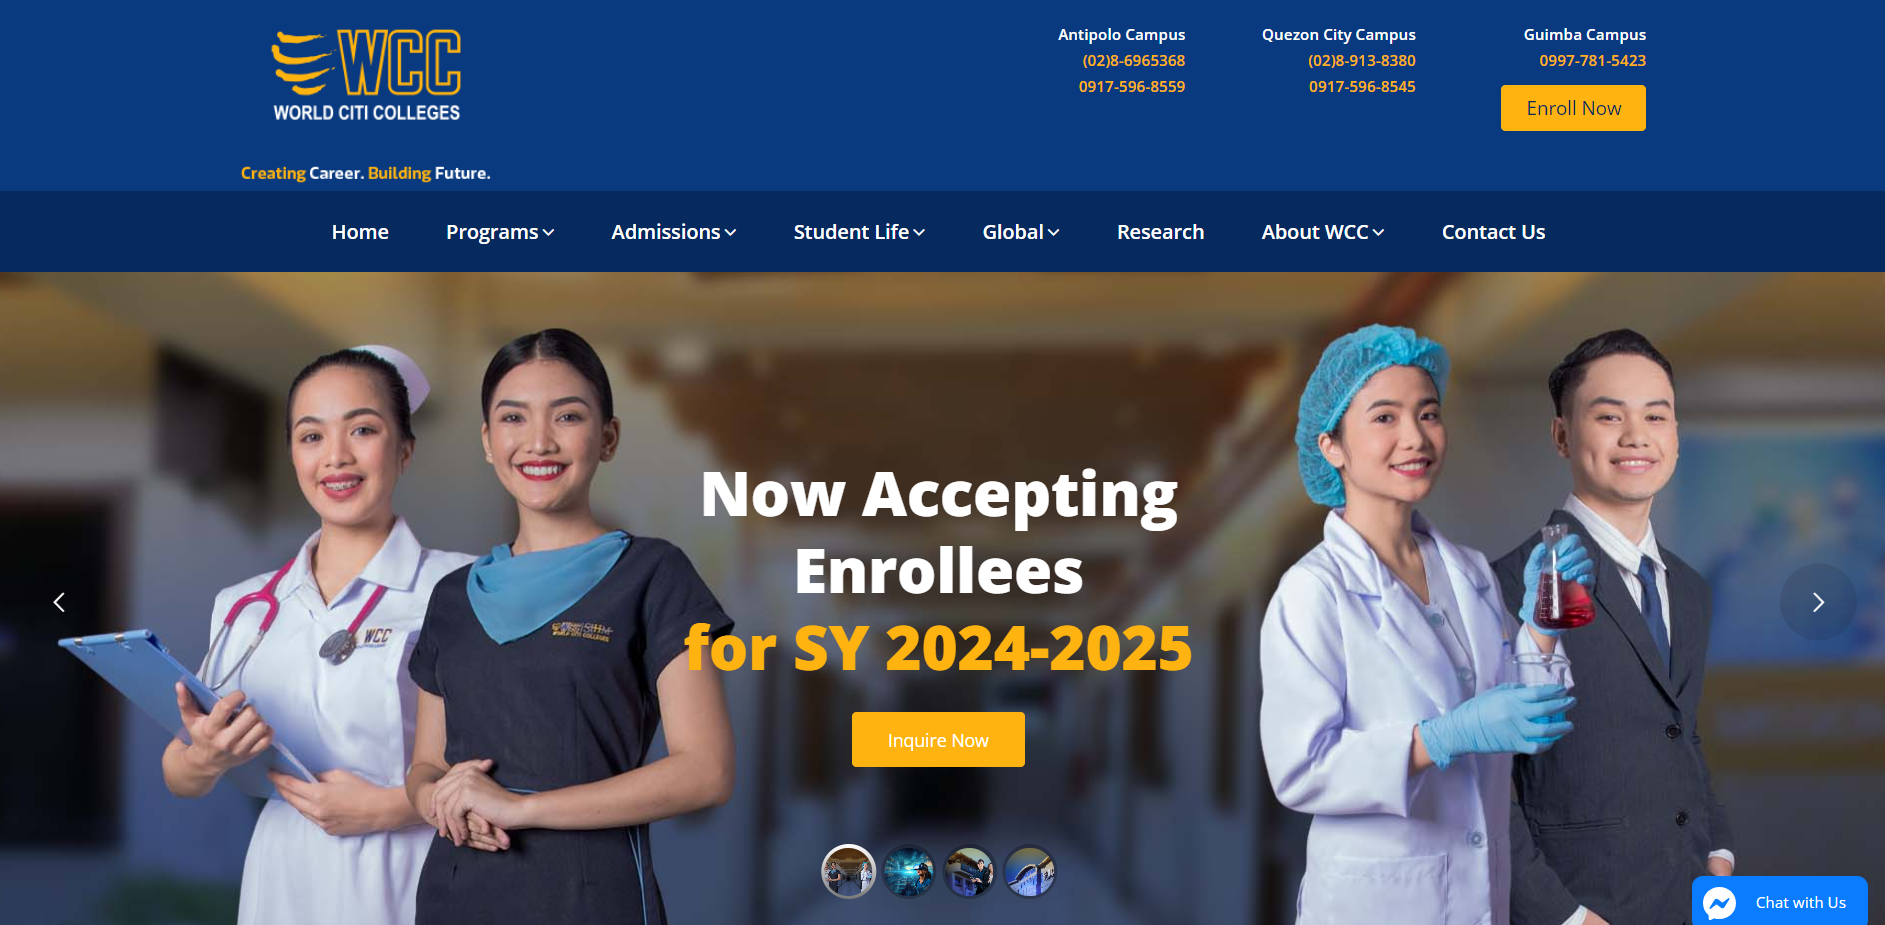 WCC
WORLD CITI COLLEGES
Creating Career. Building Future.
Antipolo Campus
(02)8-6965368
0917-596-8559
Quezon City Campus
(02)8-913-8380
0917-596-8545
Guimba Campus
0997-781-5423
Enroll Now
Home
Programs
Admissions
Student Life
Global
Research
About WCC
Contact Us
Now Accepting
Enrollees
for SY 2024-2025
Inquire Now
WCC
WORLD CITI COLLEGES
Chat with Us